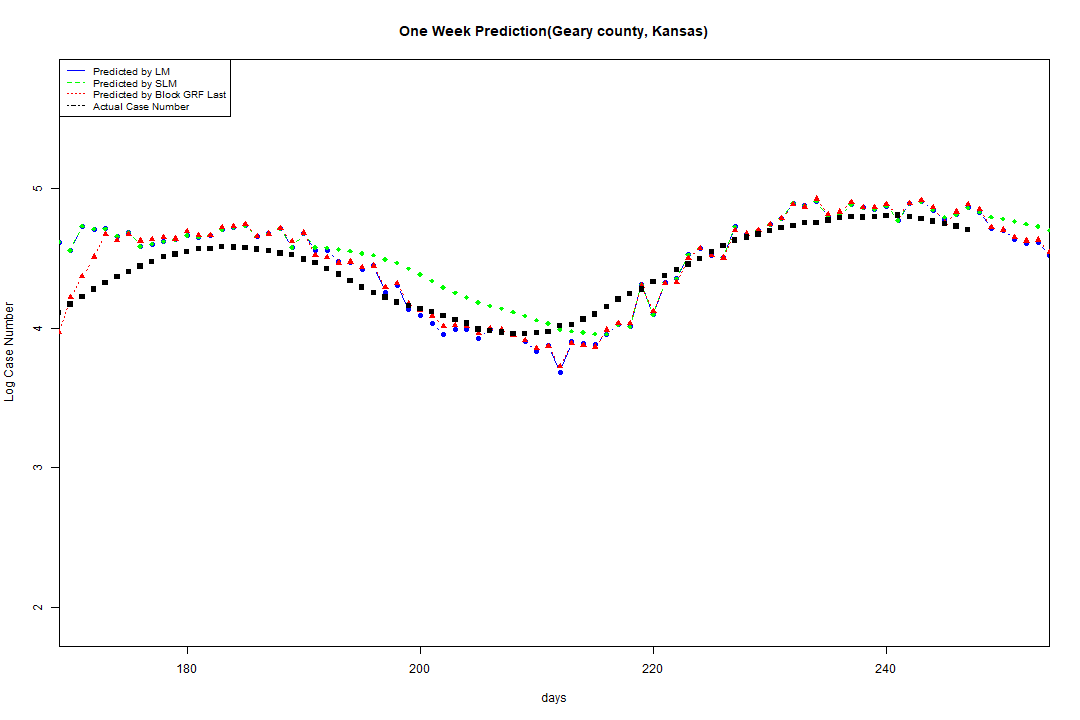 One Week Prediction(Geary county, Kansas)
Predicted by LM
Predicted by SLM
Predicted by Block GRF Last
Actual Case Number
5
4
3
2
Log Case Number
180 200 220 240
days